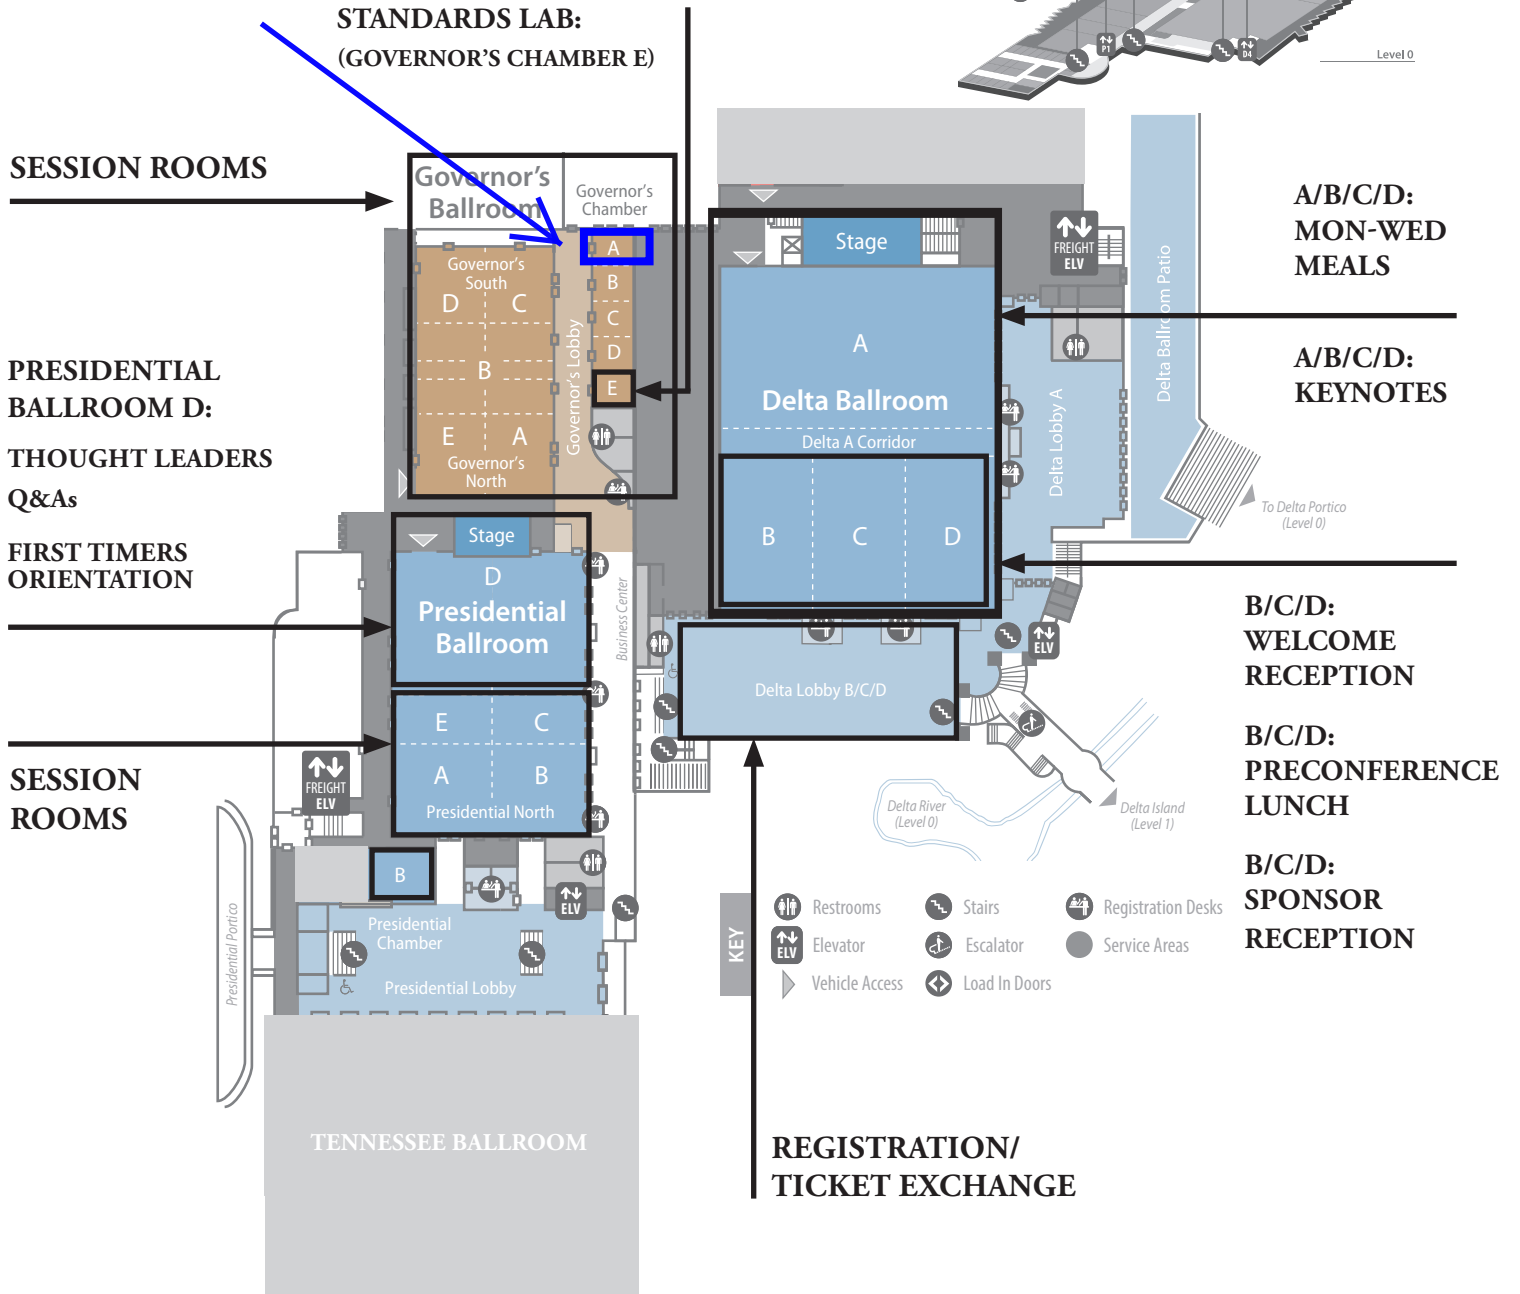 STANDARDS LAB:
(GOVERNOR'S CHAMBER E)
P1
D4
Level 0
SESSION ROOMS
Governor's
Ballroom
Governor's
Chamber
A
B
C
D
E
Governor's
South
D C
B
E A
Governor's
North
Governor's Lobby
Stage
A
Delta Ballroom
Delta A Corridor
B C D
FREIGHT
ELV
Delta Lobby A
Delta Ballroom Patio
To Delta Portico
(Level 0)
A/B/C/D:
MON-WED
MEALS
A/B/C/D:
KEYNOTES
PRESIDENTIAL
BALLROOM D:
THOUGHT LEADERS
Q&As
FIRST TIMERS
ORIENTATION
Stage
D
Presidential
Ballroom
E C
A B
Presidential North
Business Center
Delta Lobby B/C/D
ELV
B/C/D:
WELCOME
RECEPTION
B/C/D:
PRECONFERENCE
LUNCH
B/C/D:
SPONSOR
RECEPTION
SESSION
ROOMS
FREIGHT
ELV
B
ELV
Presidential
Chamber
Presidential Lobby
Presidential Portico
Delta River
(Level 0)
Delta Island
(Level 1)
KEY
Restrooms
Stairs
Registration Desks
ELV
Elevator
Escalator
Service Areas
Vehicle Access
Load In Doors
TENNESSEE BALLROOM
REGISTRATION/
TICKET EXCHANGE